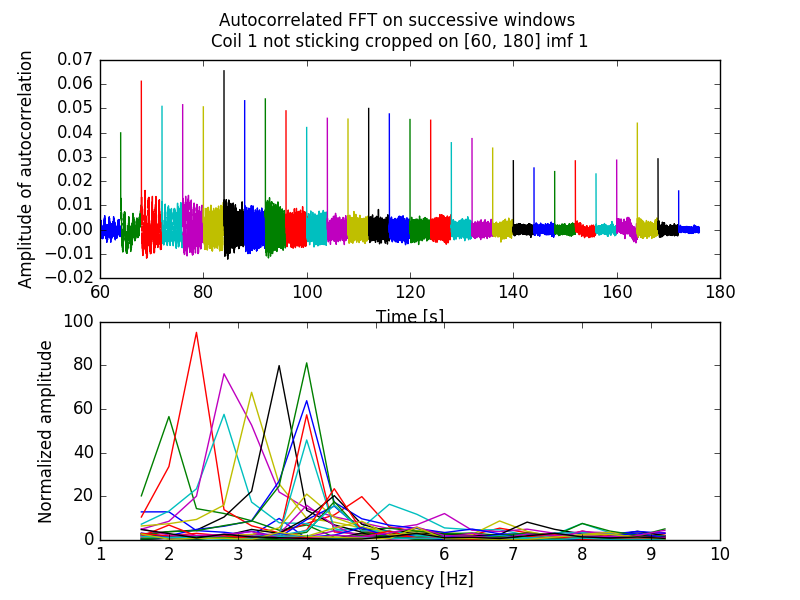 Autocorrelated FFT on successive windows
Coil 1 not sticking cropped on [60, 180] imf 1
Amplitude of autocorrelation
0.07
0.06
0.05
0.04
0.03
0.02
0.01
0.00
−0.01
−0.02
60 80 100 120 140 160 180
Time [s]
Normalized amplitude
100
80
60
40
20
0
1 2 3 4 5 6 7 8 9 10
Frequency [Hz]